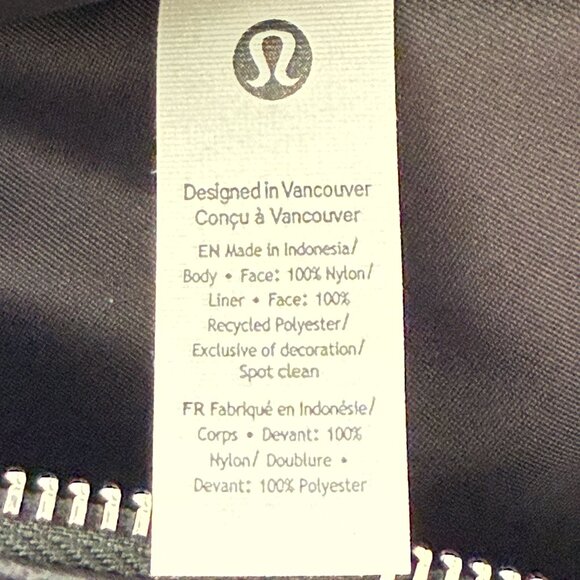 Designed in Vancouver
Conçu à Vancouver
EN Made in Indonesia/
Body • Face: 100% Nylon/
Liner • Face: 100%
Recycled Polyester/
Exclusive of decoration/
Spot clean
FR Fabriqué en Indonésie/
Corps • Devant: 100%
Nylon/ Doublure •
Devant: 100% Polyester